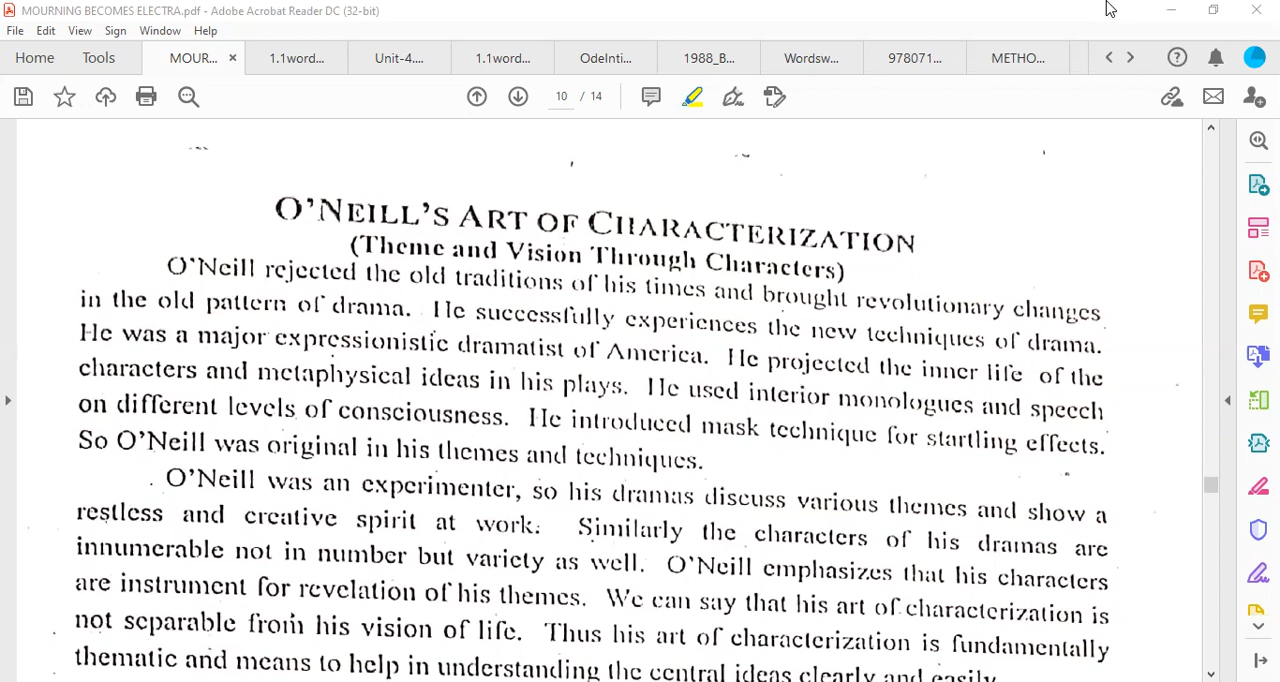 MOURNING BECOMES ELECTRA.pdf - Adobe Acrobat Reader DC (32-bit)
File Edit View Sign Window Help
Home Tools MOUR... 1.1word... Unit-4.... 1.1word... OdeInti... 1988_B... Wordsw... 978071... METHO...
10 / 14
O'NEILL'S ART OF CHARACTERIZATION
(Theme and Vision Through Characters)
O'Neill rejected the old traditions of his times and brought revolutionary changes
in the old pattern of drama. He successfully experiences the new techniques of drama.
He was a major expressionistic dramatist of America. He projected the inner life of the
characters and metaphysical ideas in his plays. He used interior monologues and speech
on different levels of consciousness. He introduced mask technique for startling effects.
So O'Neill was original in his themes and techniques.
O'Neill was an experimenter, so his dramas discuss various themes and show a
restless and creative spirit at work. Similarly the characters of his dramas are
innumerable not in number but variety as well. O'Neill emphasizes that his characters
are instrument for revelation of his themes. We can say that his art of characterization is
not separable from his vision of life. Thus his art of characterization is fundamentally
thematic and means to help in understanding the central ideas clearly and easily